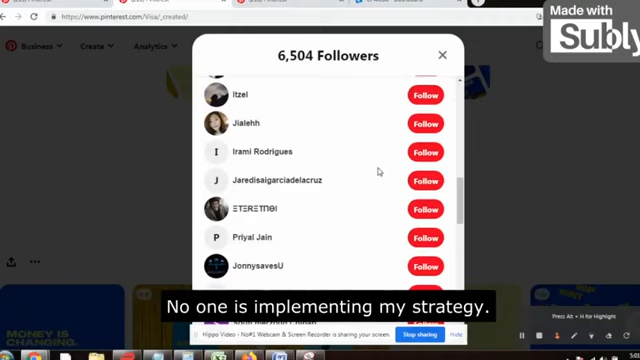 Made with
Subly
https://www.pinterest.com/Visa/_created/
Business
Create
Analytics
6,504 Followers
Itzel
Follow
Jialehh
Follow
I
Irami Rodrigues
Follow
J
Jaredisaigarciadelacruz
Follow
Follow
P
Priyal Jain
Follow
JonnysavesU
Follow
No one is implementing my strategy.
MONEY IS
CHANGING
Press Alt + H for Highlight
Hippo Video - No#1 Webcam & Screen Recorder is sharing your screen.
Stop sharing
Hide